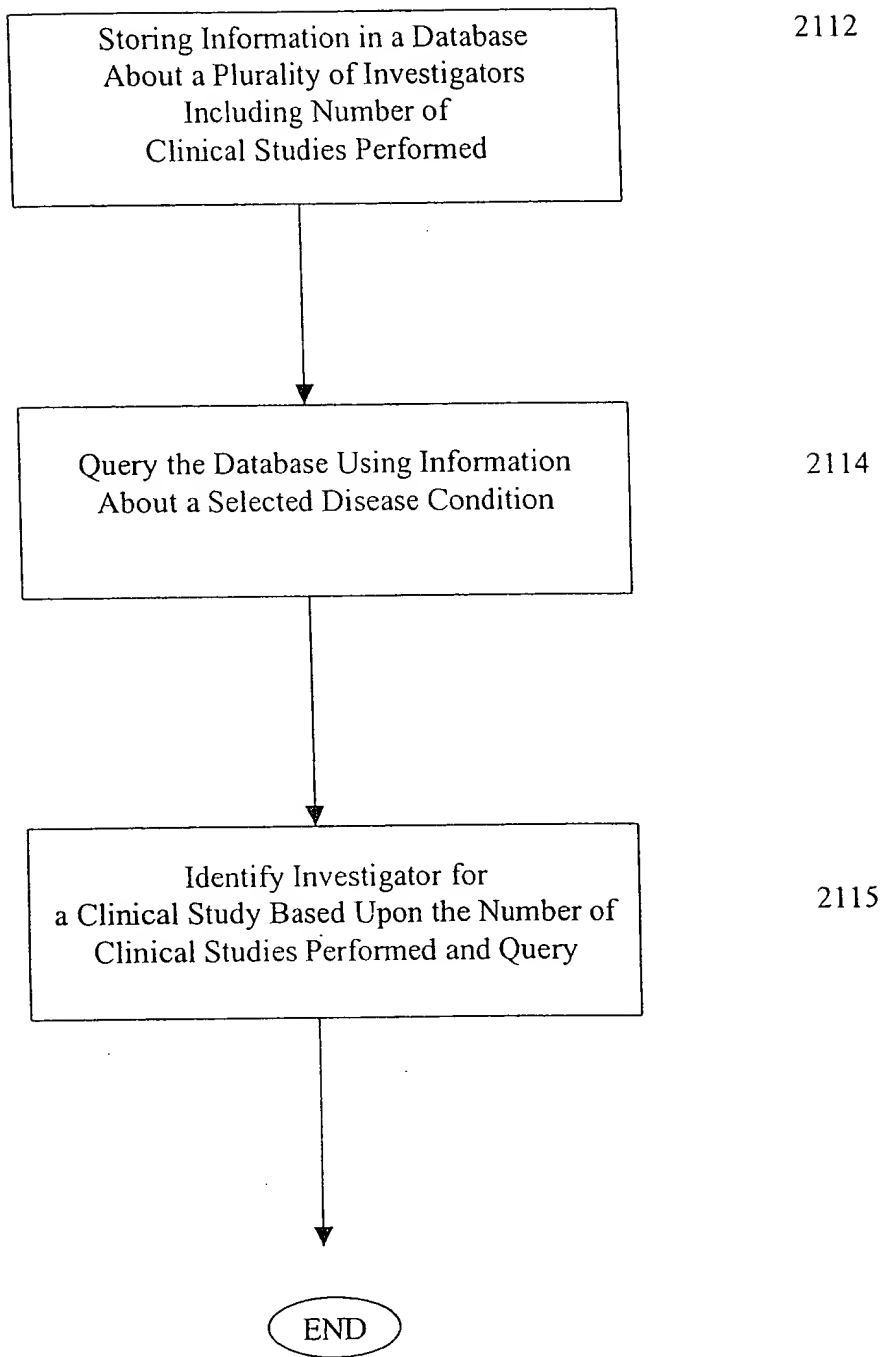 Storing Information in a Database
About a Plurality of Investigators
Including Number of
Clinical Studies Performed
2112
Query the Database Using Information
About a Selected Disease Condition
2114
Identify Investigator for
a Clinical Study Based Upon the Number of
Clinical Studies Performed and Query
2115
END